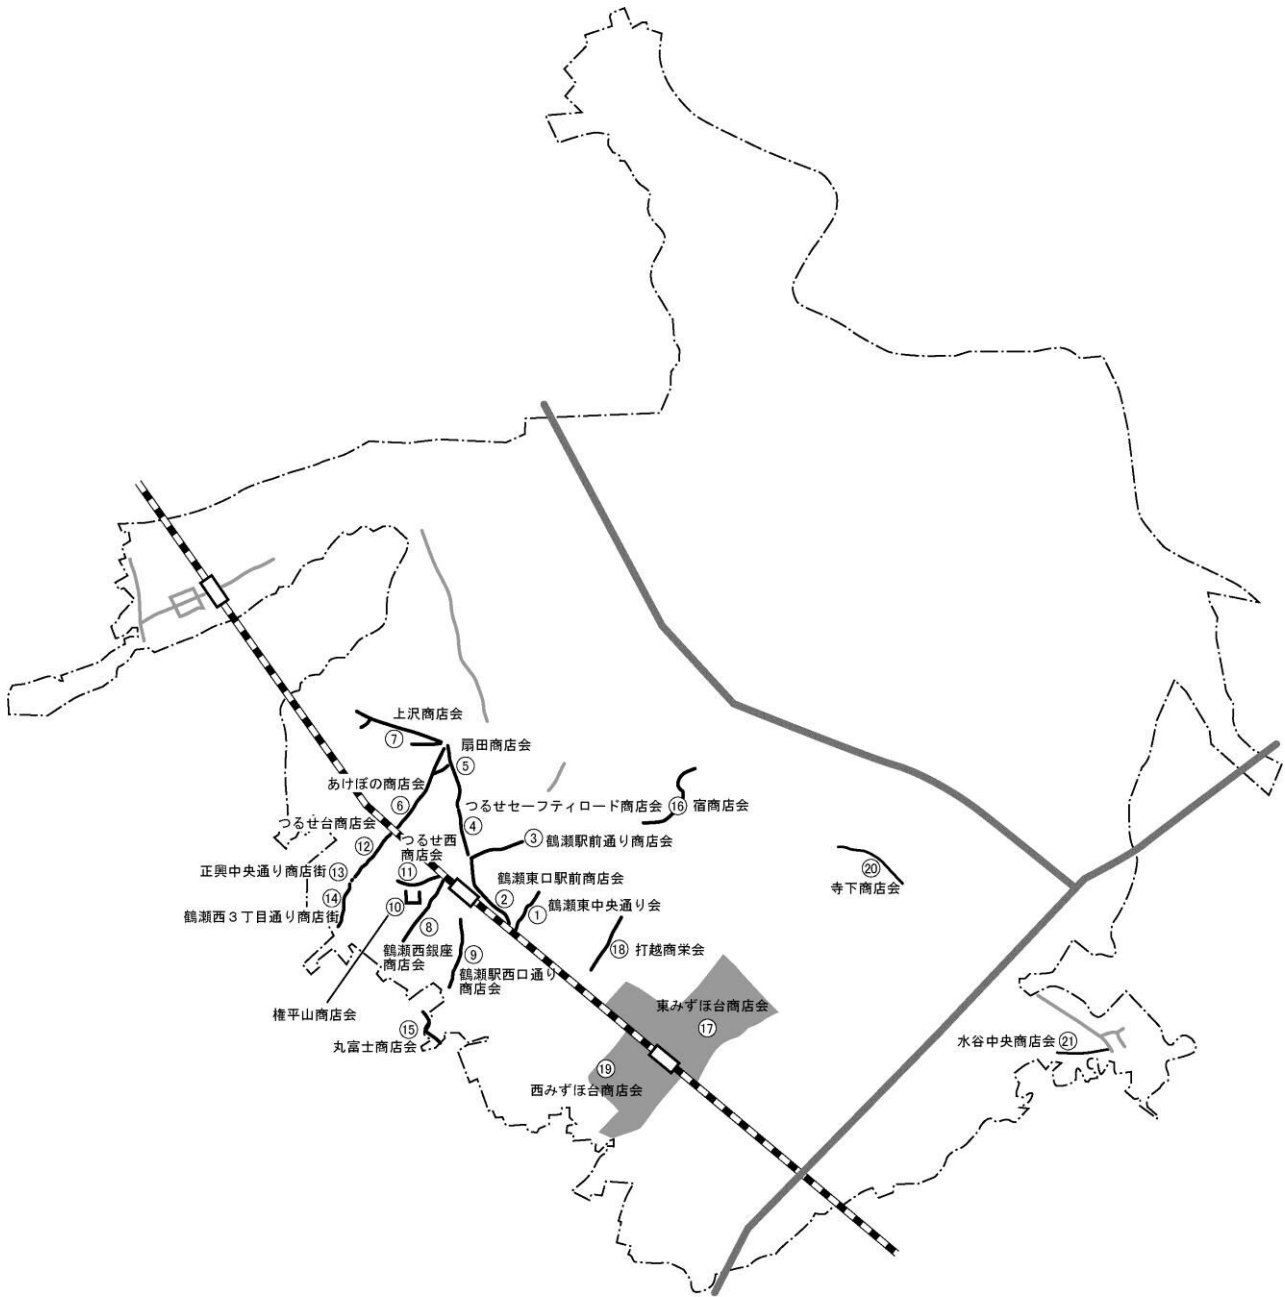 上沢商店会
⑦
扇田商店会
⑤
あけぼの商店会
⑥
つるせセーフティロード商店会
⑯
宿商店会
④
つるせ台商店会
⑫
つるせ西
商店会
③
鶴瀬駅前通り商店会
正興中央通り商店街
⑬
⑪
⑳
寺下商店会
鶴瀬東口駅前商店会
⑭
⑩
②
①
鶴瀬東中央通り会
鶴瀬西3丁目通り商店街
⑧
鶴瀬西銀座
商店会
⑨
鶴瀬駅西口通り
商店会
⑱
打越商栄会
権平山商店会
東みずほ台商店会
⑰
⑮
丸富士商店会
水谷中央商店会
㉑
⑲
西みずほ台商店会